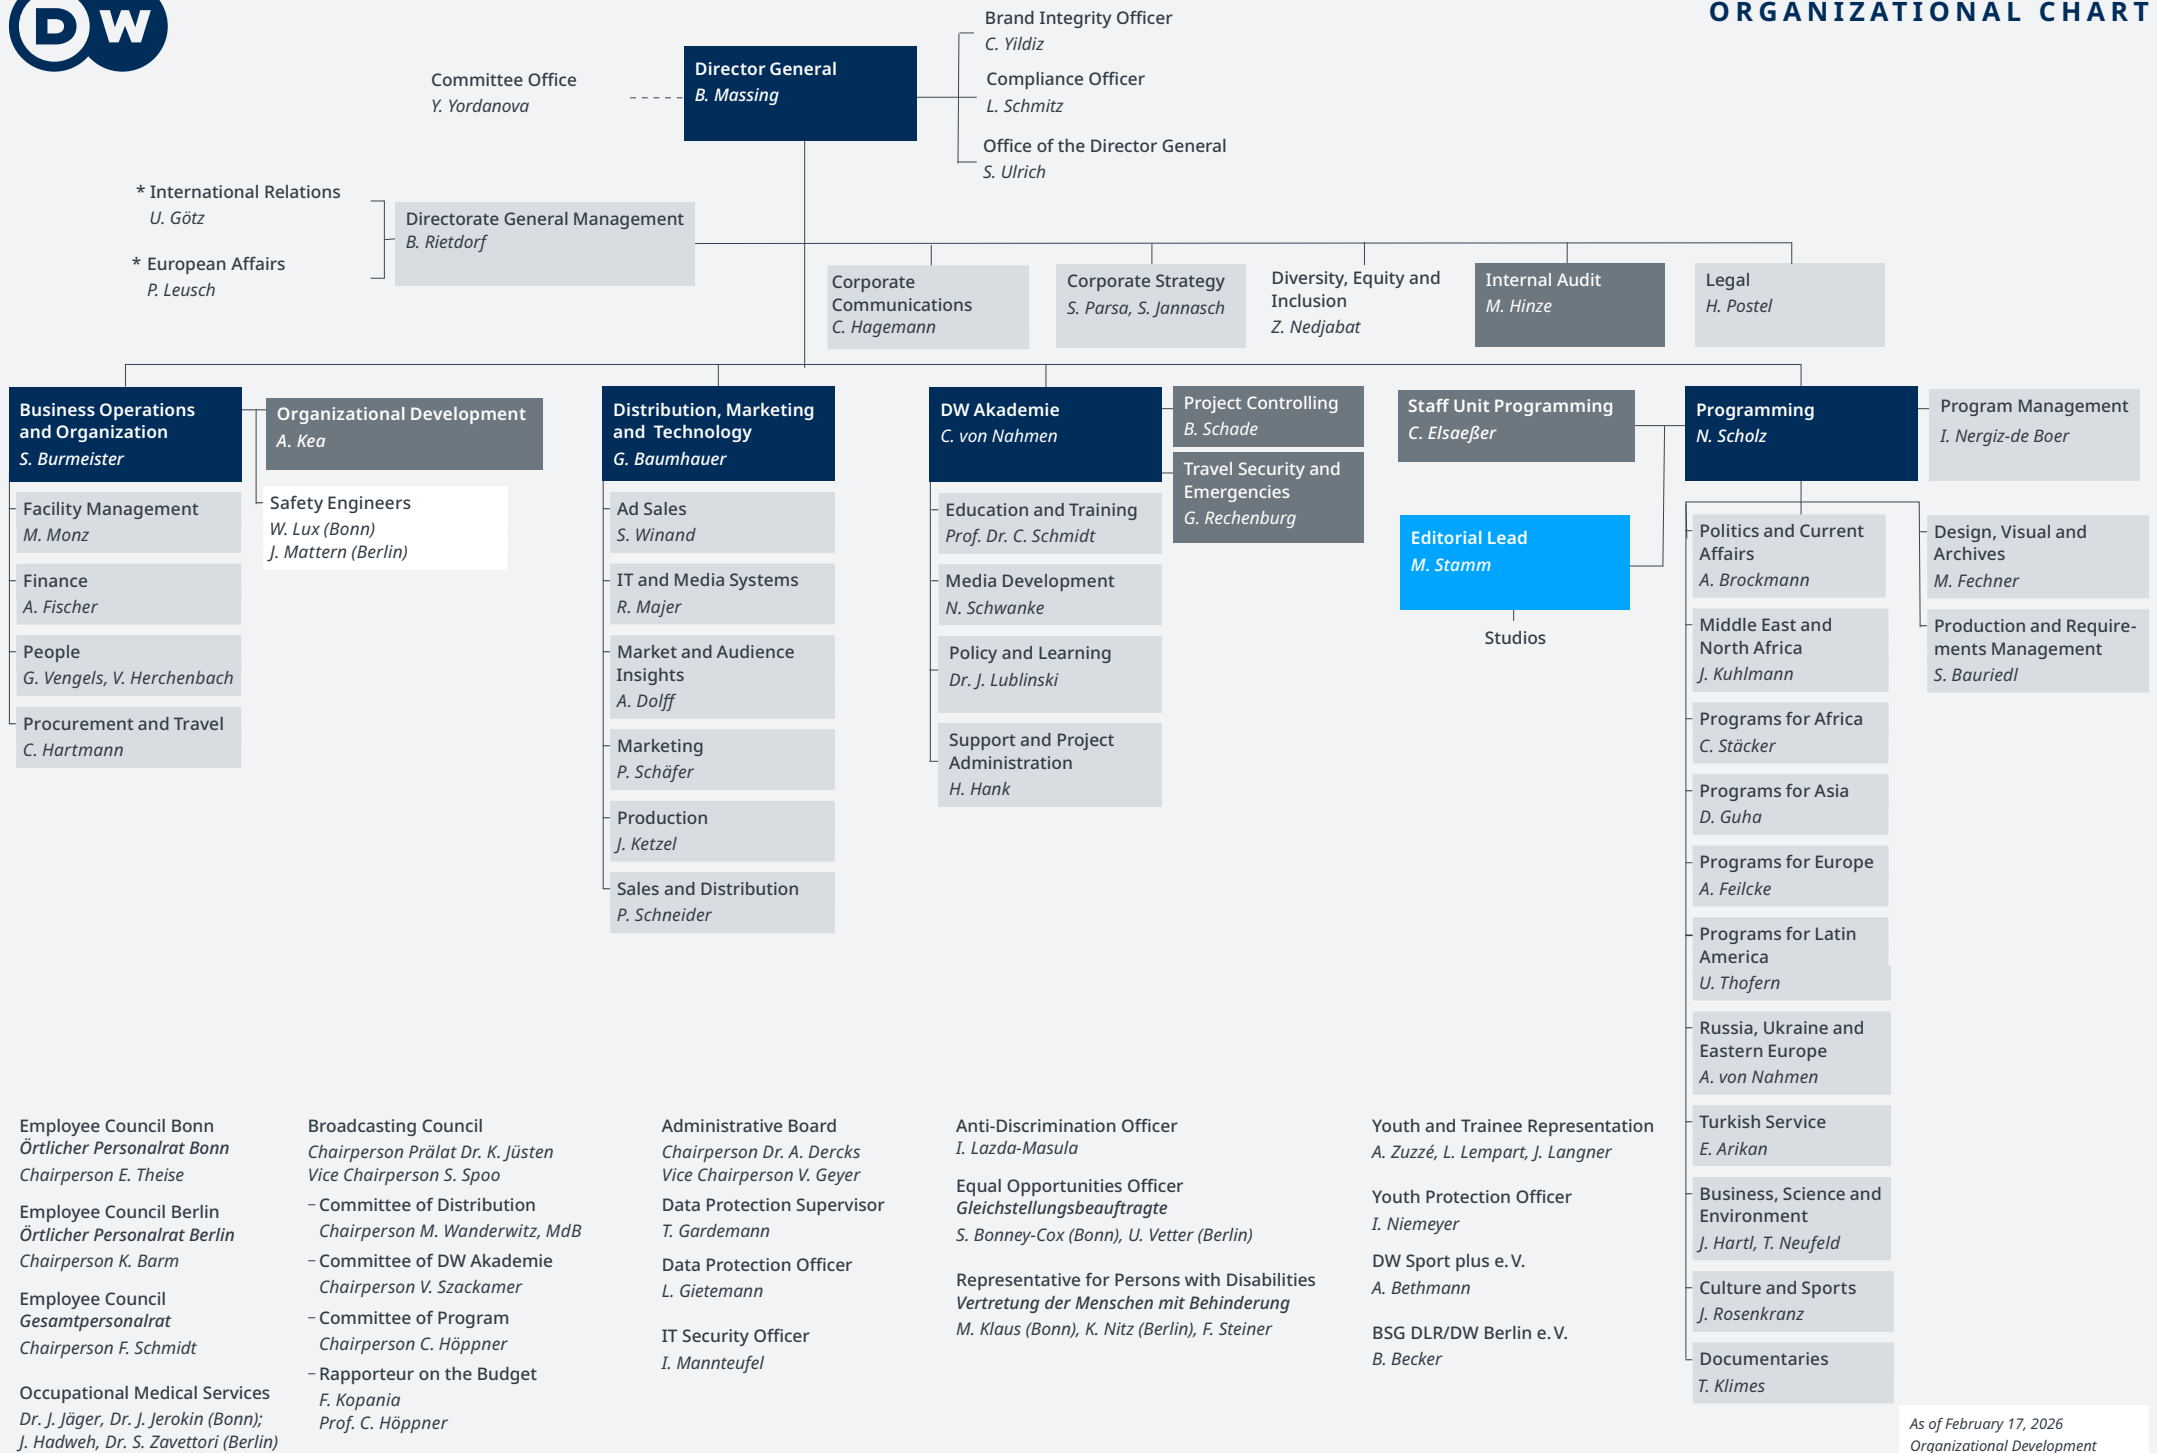 DW
ORGANIZATIONAL CHART
Brand Integrity Officer
C. Yildiz
Committee Office
Y. Yordanova
Director General
B. Massing
Compliance Officer
L. Schmitz
Office of the Director General
S. Ulrich
* International Relations
U. Götz
* European Affairs
P. Leusch
Directorate General Management
B. Rietdorf
Corporate
Communications
C. Hagemann
Corporate Strategy
S. Parsa, S. Jannasch
Diversity, Equity and
Inclusion
Z. Nedjabat
Internal Audit
M. Hinze
Legal
H. Postel
Business Operations
and Organization
S. Burmeister
Organizational Development
A. Kea
Safety Engineers
W. Lux (Bonn)
J. Mattern (Berlin)
Facility Management
M. Monz
Finance
A. Fischer
People
G. Vengels, V. Herchenbach
Procurement and Travel
C. Hartmann
Distribution, Marketing
and Technology
G. Baumhauer
Ad Sales
S. Winand
IT and Media Systems
R. Majer
Market and Audience
Insights
A. Dolff
Marketing
P. Schäfer
Production
J. Ketzel
Sales and Distribution
P. Schneider
DW Akademie
C. von Nahmen
Project Controlling
B. Schade
Travel Security and
Emergencies
G. Rechenburg
Education and Training
Prof. Dr. C. Schmidt
Media Development
N. Schwanke
Policy and Learning
Dr. J. Lublinski
Support and Project
Administration
H. Hank
Staff Unit Programming
C. Elsaeßer
Editorial Lead
M. Stamm
Studios
Programming
N. Scholz
Program Management
I. Nergiz-de Boer
Politics and Current
Affairs
A. Brockmann
Middle East and
North Africa
J. Kuhlmann
Programs for Africa
C. Stäcker
Programs for Asia
D. Guha
Programs for Europe
A. Feilcke
Programs for Latin
America
U. Thofern
Russia, Ukraine and
Eastern Europe
A. von Nahmen
Turkish Service
E. Arikan
Business, Science and
Environment
J. Hartl, T. Neufeld
Culture and Sports
J. Rosenkranz
Documentaries
T. Klimes
Design, Visual and
Archives
M. Fechner
Production and Require-
ments Management
S. Bauriedl
Employee Council Bonn
Örtlicher Personalrat Bonn
Chairperson E. Theise
Employee Council Berlin
Örtlicher Personalrat Berlin
Chairperson K. Barm
Employee Council
Gesamtpersonalrat
Chairperson F. Schmidt
Occupational Medical Services
Dr. J. Jäger, Dr. J. Jerokin (Bonn);
J. Hadweh, Dr. S. Zavettori (Berlin)
Broadcasting Council
Chairperson Prälat Dr. K. Jüsten
Vice Chairperson S. Spoo
– Committee of Distribution
Chairperson M. Wanderwitz, MdB
– Committee of DW Akademie
Chairperson V. Szackamer
– Committee of Program
Chairperson C. Höppner
– Rapporteur on the Budget
F. Kopania
Prof. C. Höppner
Administrative Board
Chairperson Dr. A. Dercks
Vice Chairperson V. Geyer
Data Protection Supervisor
T. Gardemann
Data Protection Officer
L. Gietemann
IT Security Officer
I. Mannteufel
Anti-Discrimination Officer
I. Lazda-Masula
Equal Opportunities Officer
Gleichstellungsbeauftragte
S. Bonney-Cox (Bonn), U. Vetter (Berlin)
Representative for Persons with Disabilities
Vertretung der Menschen mit Behinderung
M. Klaus (Bonn), K. Nitz (Berlin), F. Steiner
Youth and Trainee Representation
A. Zuzzé, L. Lempart, J. Langner
Youth Protection Officer
I. Niemeyer
DW Sport plus e. V.
A. Bethmann
BSG DLR/DW Berlin e. V.
B. Becker
As of February 17, 2026
Organizational Development